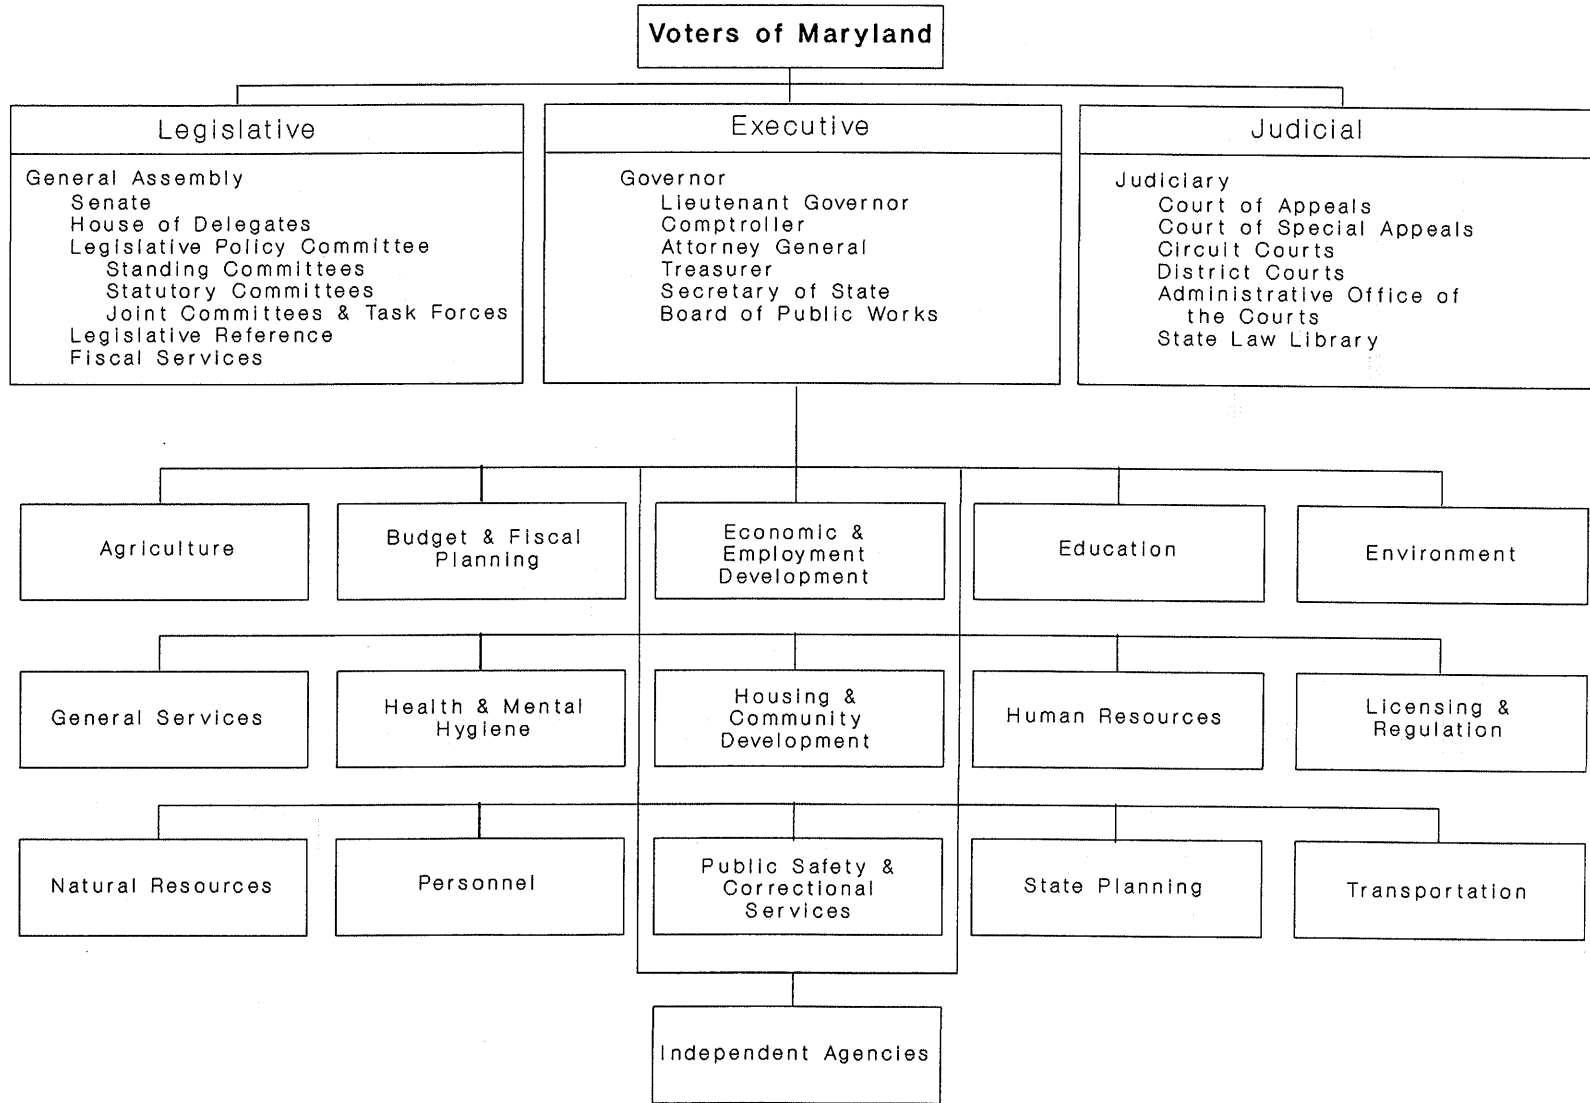 Voters of Maryland
Legislative
General Assembly
Senate
House of Delegates
Legislative Policy Committee
Standing Committees
Statutory Committees
Joint Committees & Task Forces
Legislative Reference
Fiscal Services
Executive
Governor
Lieutenant Governor
Comptroller
Attorney General
Treasurer
Secretary of State
Board of Public Works
Judicial
Judiciary
Court of Appeals
Court of Special Appeals
Circuit Courts
District Courts
Administrative Office of
the Courts
State Law Library
Agriculture
Budget & Fiscal
Planning
Economic &
Employment
Development
Education
Environment
General Services
Health & Mental
Hygiene
Housing &
Community
Development
Human Resources
Licensing &
Regulation
Natural Resources
Personnel
Public Safety &
Correctional
Services
State Planning
Transportation
Independent Agencies